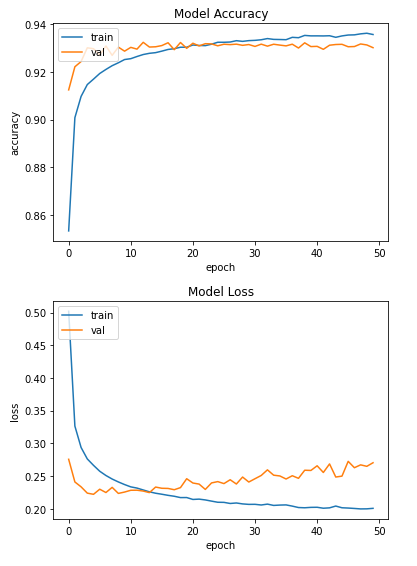 Model Accuracy
0.94
0.92
0.90
0.88
0.86
accuracy
train
val
0 10 20 30 40 50
epoch
Model Loss
0.50
0.45
0.40
0.35
0.30
0.25
0.20
loss
train
val
0 10 20 30 40 50
epoch